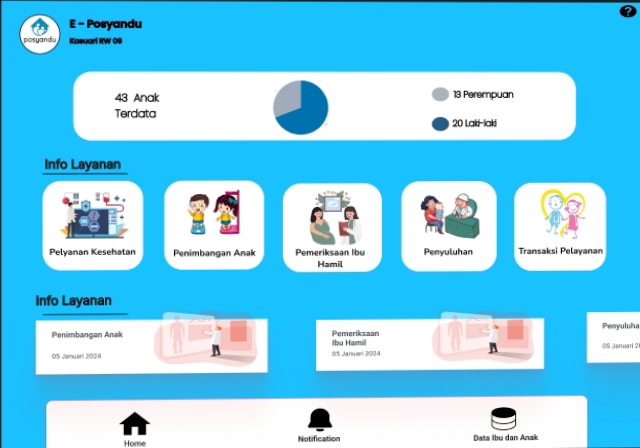 ?
E - Posyandu
posyandu
Kasuari RW 09
43 Anak
Terdata
13 Perempuan
20 Laki-laki
Info Layanan
Pelyanan Kesehatan
Penimbangan Anak
Pemeriksaan Ibu
Hamil
Penyuluhan
Transaksi Pelayanan
Info Layanan
Penimbangan Anak
05 Januari 2024
Pemeriksaan
Ibu Hamil
05 Januari 2024
Penyuluha
05 Januari 20
Home
Notification
Data Ibu dan Anak